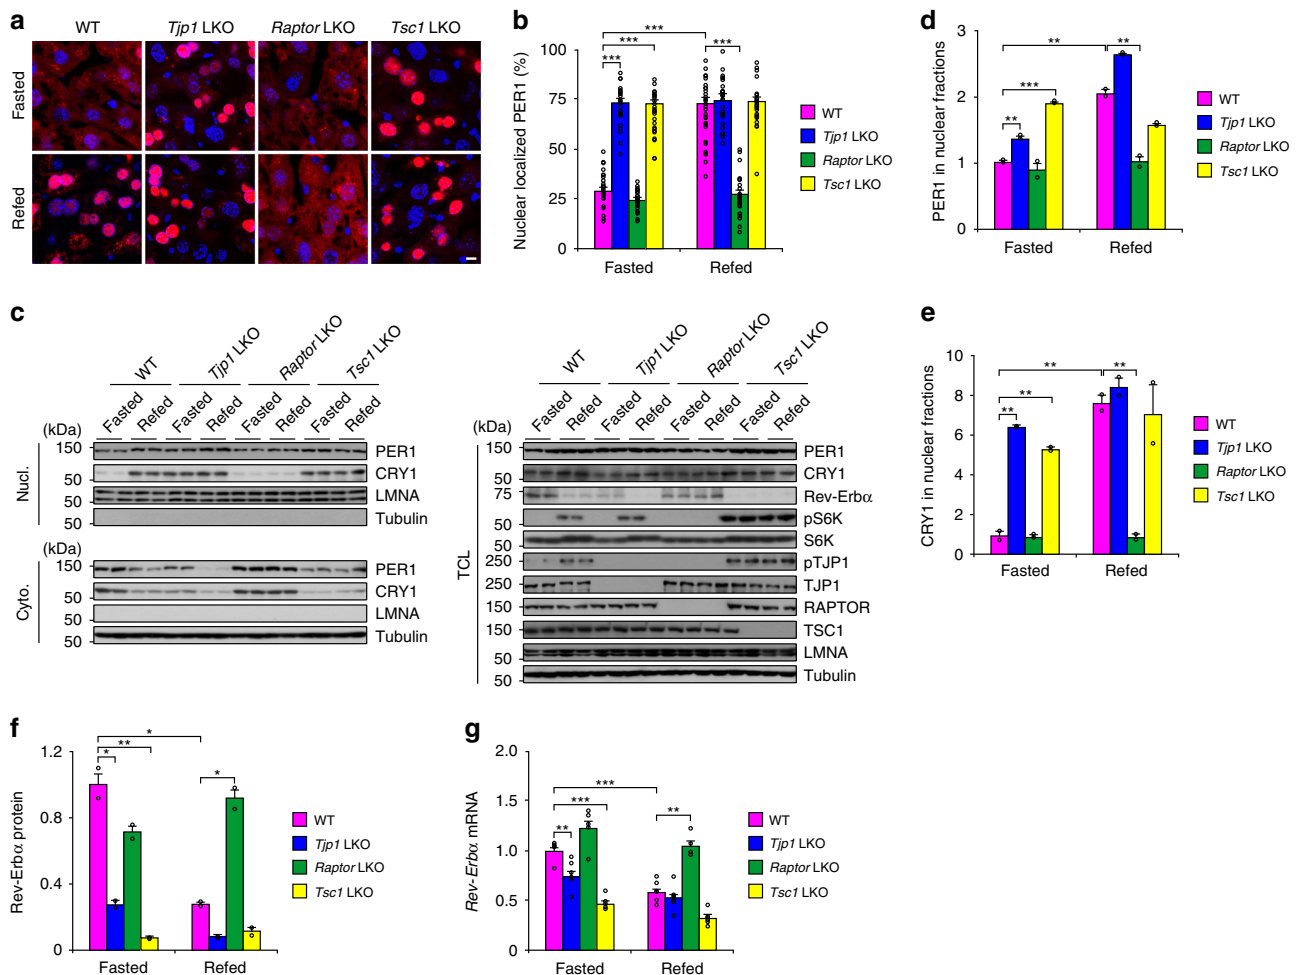 a
WT
Tjp1 LKO
Raptor LKO
Tsc1 LKO
Fasted
Refed
b
Nuclear localized PER1 (%)
100
75
50
25
0
***
***
***
***
Fasted
Refed
WT
Tjp1 LKO
Raptor LKO
Tsc1 LKO
d
PER1 in nuclear fractions
3
2
1
0
**
**
***
**
Fasted
Refed
WT
Tjp1 LKO
Raptor LKO
Tsc1 LKO
c
WT
Tjp1 LKO
Raptor LKO
Tsc1 LKO
Fasted
Refed
Fasted
Refed
Fasted
Refed
Fasted
Refed
(kDa)
Nucl.
150 PER1
50 CRY1
50 LMNA
50 Tubulin
(kDa)
Cyto.
150 PER1
50 CRY1
50 LMNA
50 Tubulin
WT
Tjp1 LKO
Raptor LKO
Tsc1 LKO
Fasted
Refed
Fasted
Refed
Fasted
Refed
Fasted
Refed
(kDa)
TCL
150 PER1
50 CRY1
75 Rev-Erbα
50 pS6K
50 S6K
250 pTJP1
250 TJP1
150 RAPTOR
150 TSC1
50 LMNA
50 Tubulin
e
CRY1 in nuclear fractions
10
8
6
4
2
0
**
**
**
**
Fasted
Refed
WT
Tjp1 LKO
Raptor LKO
Tsc1 LKO
f
Rev-Erbα protein
1.2
0.8
0.4
0
*
**
*
*
Fasted
Refed
WT
Tjp1 LKO
Raptor LKO
Tsc1 LKO
g
Rev-Erbα mRNA
2.0
1.5
1.0
0.5
0
***
***
**
**
Fasted
Refed
WT
Tjp1 LKO
Raptor LKO
Tsc1 LKO